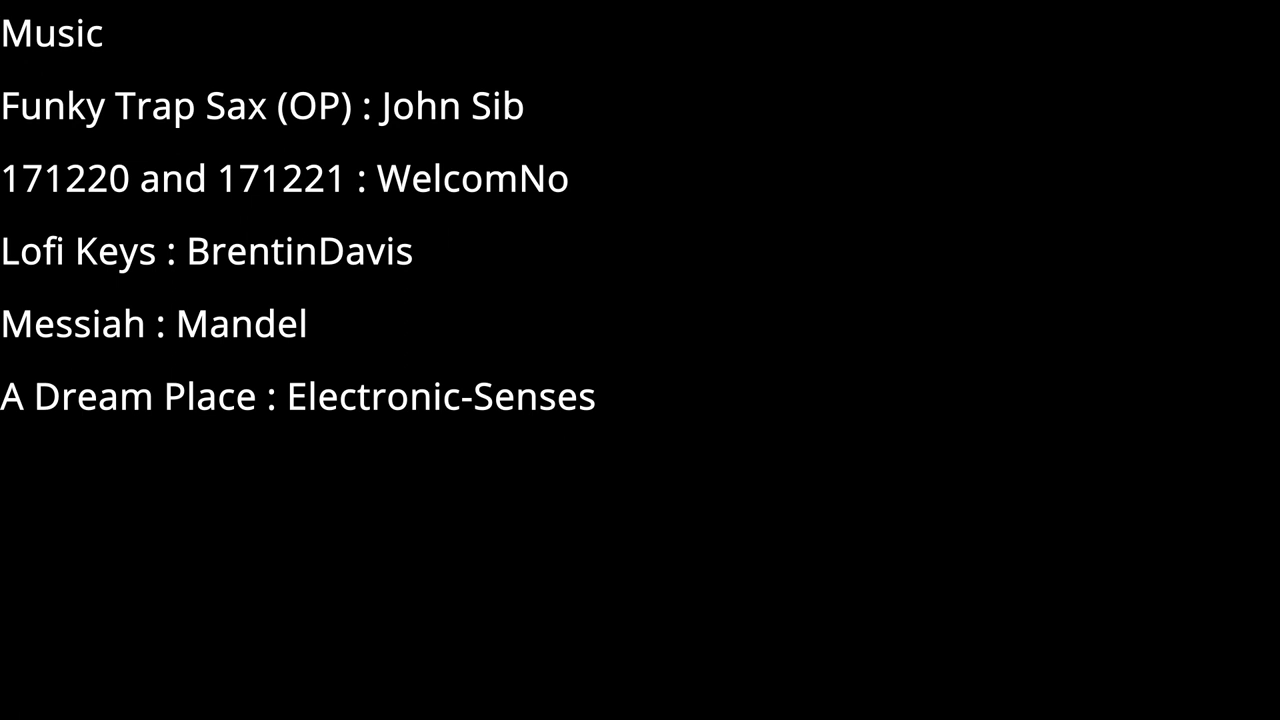 Music
Funky Trap Sax (OP) : John Sib
171220 and 171221 : WelcomNo
Lofi Keys : BrentinDavis
Messiah : Mandel
A Dream Place : Electronic-Senses